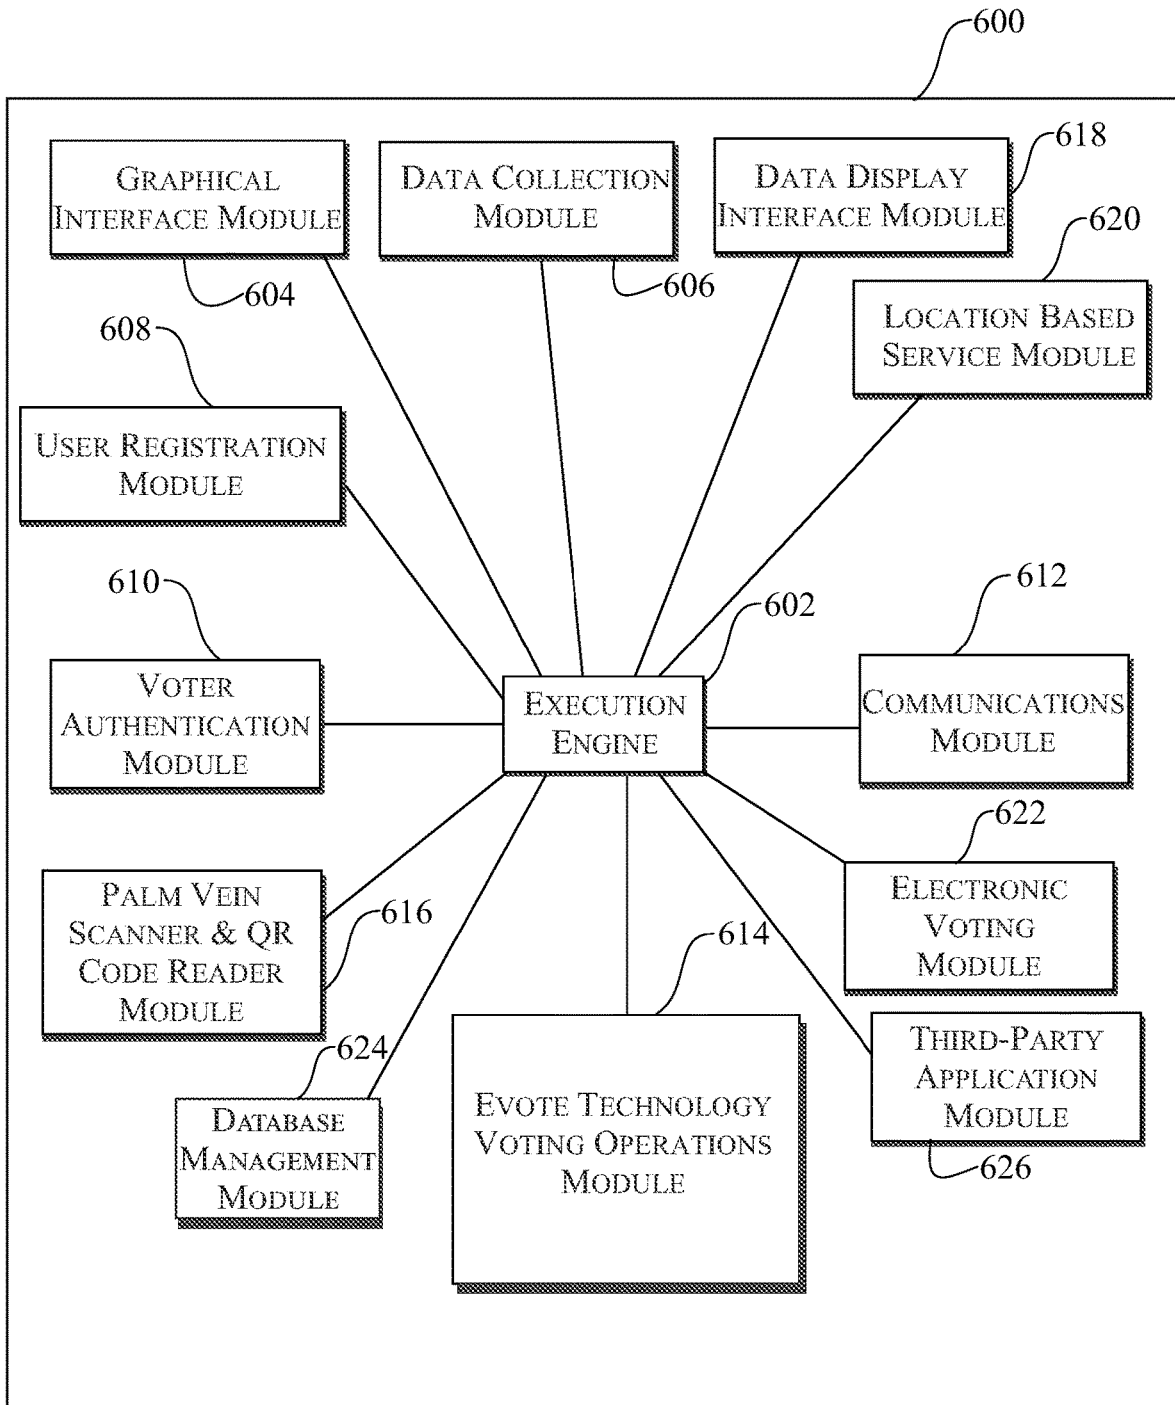 600
GRAPHICAL
INTERFACE MODULE
604
DATA COLLECTION
MODULE
606
DATA DISPLAY
INTERFACE MODULE
618
620
LOCATION BASED
SERVICE MODULE
608
USER REGISTRATION
MODULE
610
VOTER
AUTHENTICATION
MODULE
602
EXECUTION
ENGINE
612
COMMUNICATIONS
MODULE
622
ELECTRONIC
VOTING
MODULE
PALM VEIN
SCANNER & QR
CODE READER
MODULE
616
614
EVOTE TECHNOLOGY
VOTING OPERATIONS
MODULE
624
DATABASE
MANAGEMENT
MODULE
THIRD-PARTY
APPLICATION
MODULE
626